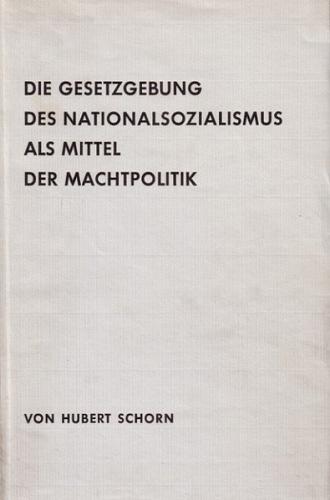 DIE GESETZGEBUNG
DES NATIONALSOZIALISMUS
ALS MITTEL
DER MACHTPOLITIK
VON HUBERT SCHORN